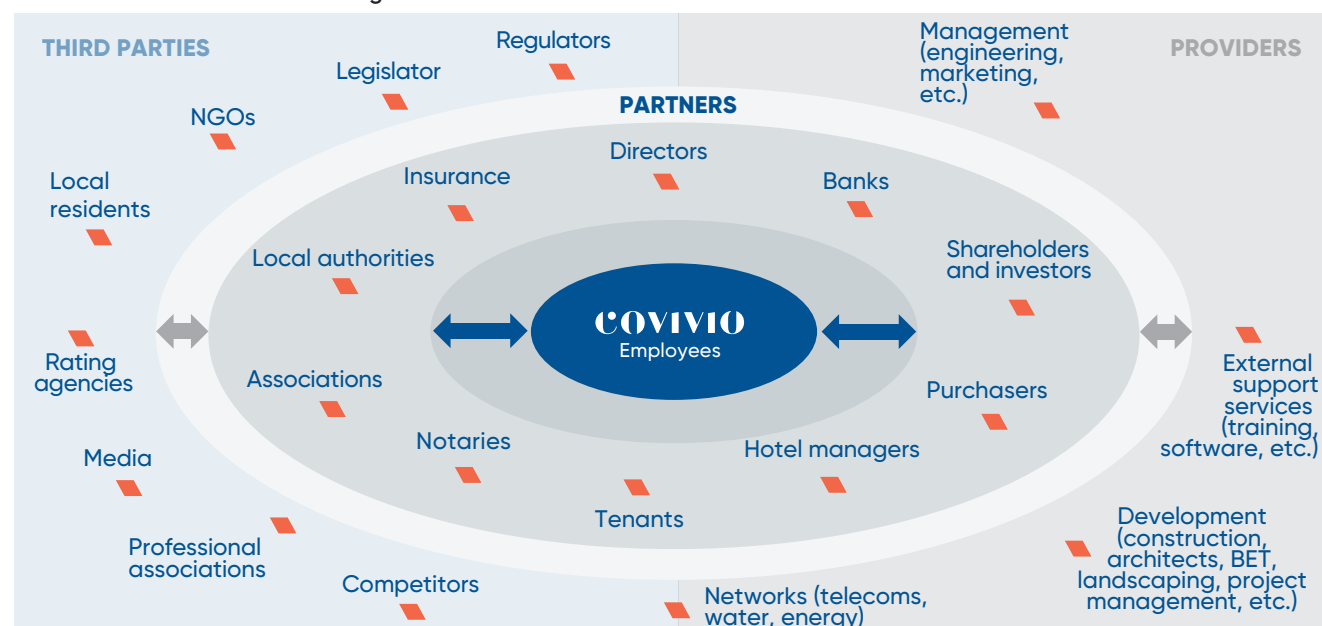 THIRD PARTIES
PROVIDERS
Regulators
Legislator
NGOs
Local
residents
Rating
agencies
Media
Professional
associations
Competitors
Management
(engineering,
marketing,
etc.)
PARTNERS
Directors
Insurance
Banks
Local authorities
Shareholders
and investors
COVIVIO
Employees
Associations
Purchasers
Notaries
Hotel managers
Tenants
External
support
services
(training,
software, etc.)
Development
(construction,
architects, BET,
landscaping, project
management, etc.)
Networks (telecoms,
water, energy)